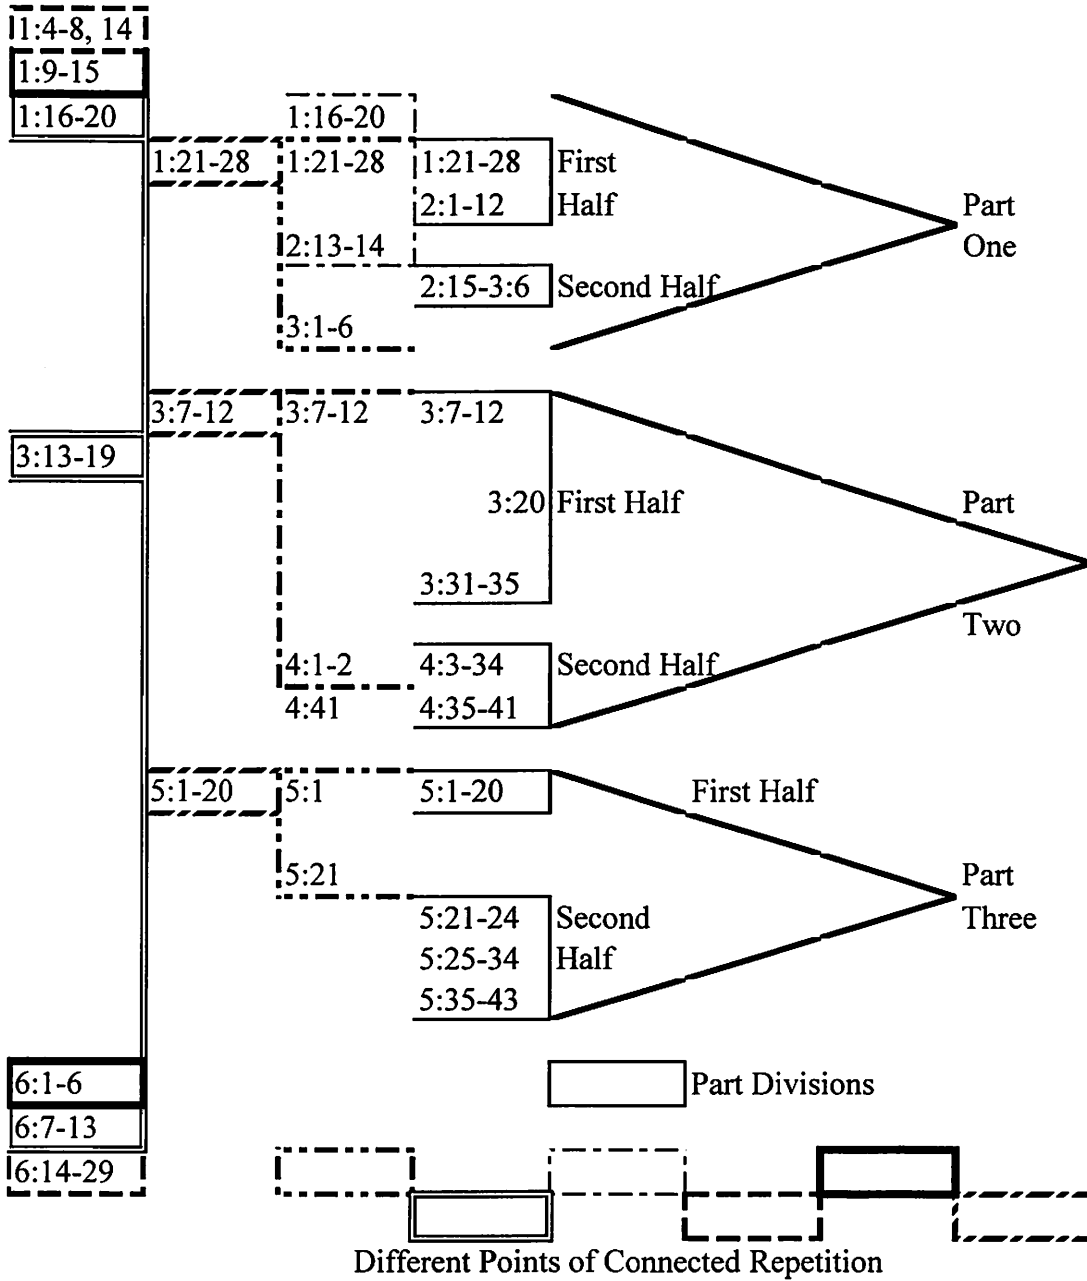 1:4-8, 14
1:9-15
1:16-20 1:16-20
1:21-28 1:21-28 1:21-28 First
2:1-12 Half Part
2:13-14 One
2:15-3:6 Second Half
3:1-6
3:7-12 3:7-12 3:7-12
3:13-19
3:20 First Half Part
3:31-35
Two
4:1-2 4:3-34 Second Half
4:41 4:35-41
5:1-20 5:1 5:1-20 First Half
5:21 Part
5:21-24 Second Three
5:25-34 Half
5:35-43
6:1-6 Part Divisions
6:7-13
6:14-29
Different Points of Connected Repetition